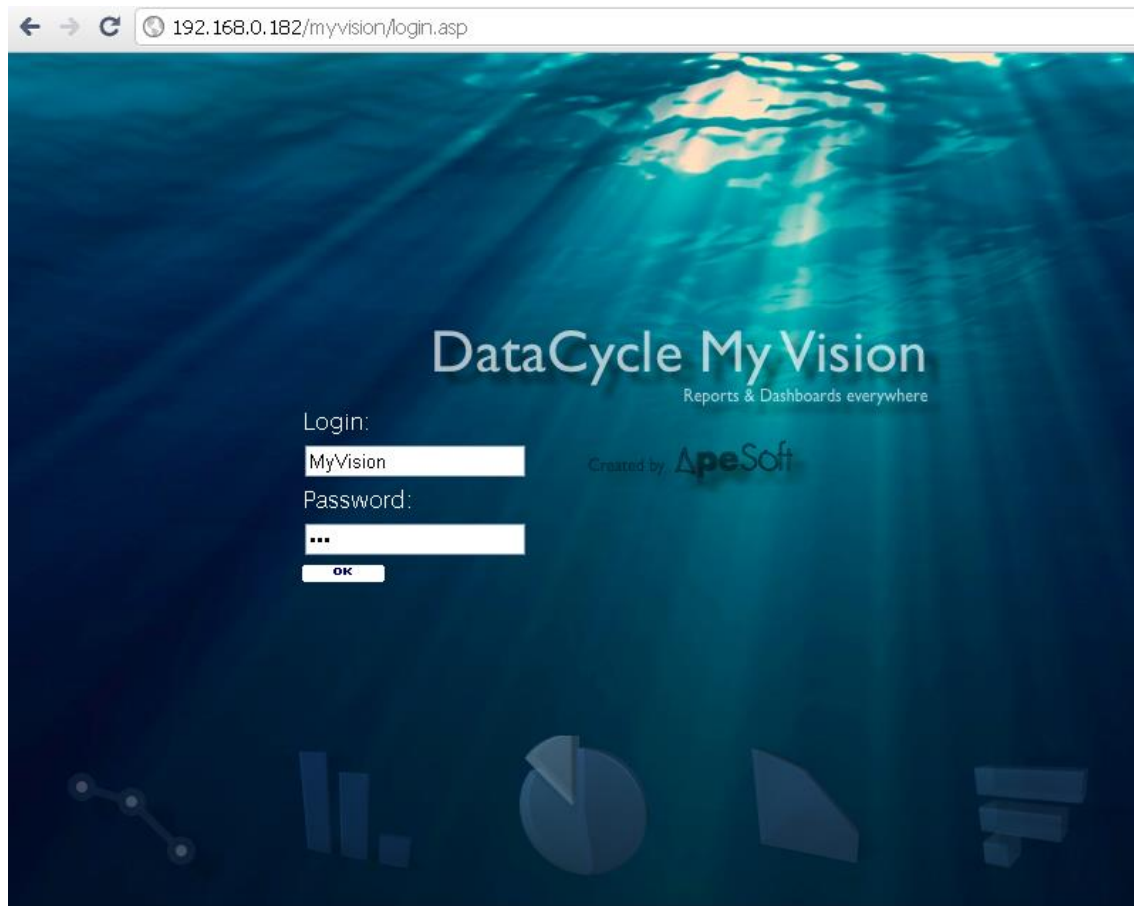 192.168.0.182/myvision/login.asp
DataCycle My Vision
Reports & Dashboards everywhere
Login:
MyVision
Created by ApeSoft
Password:
•••
OK